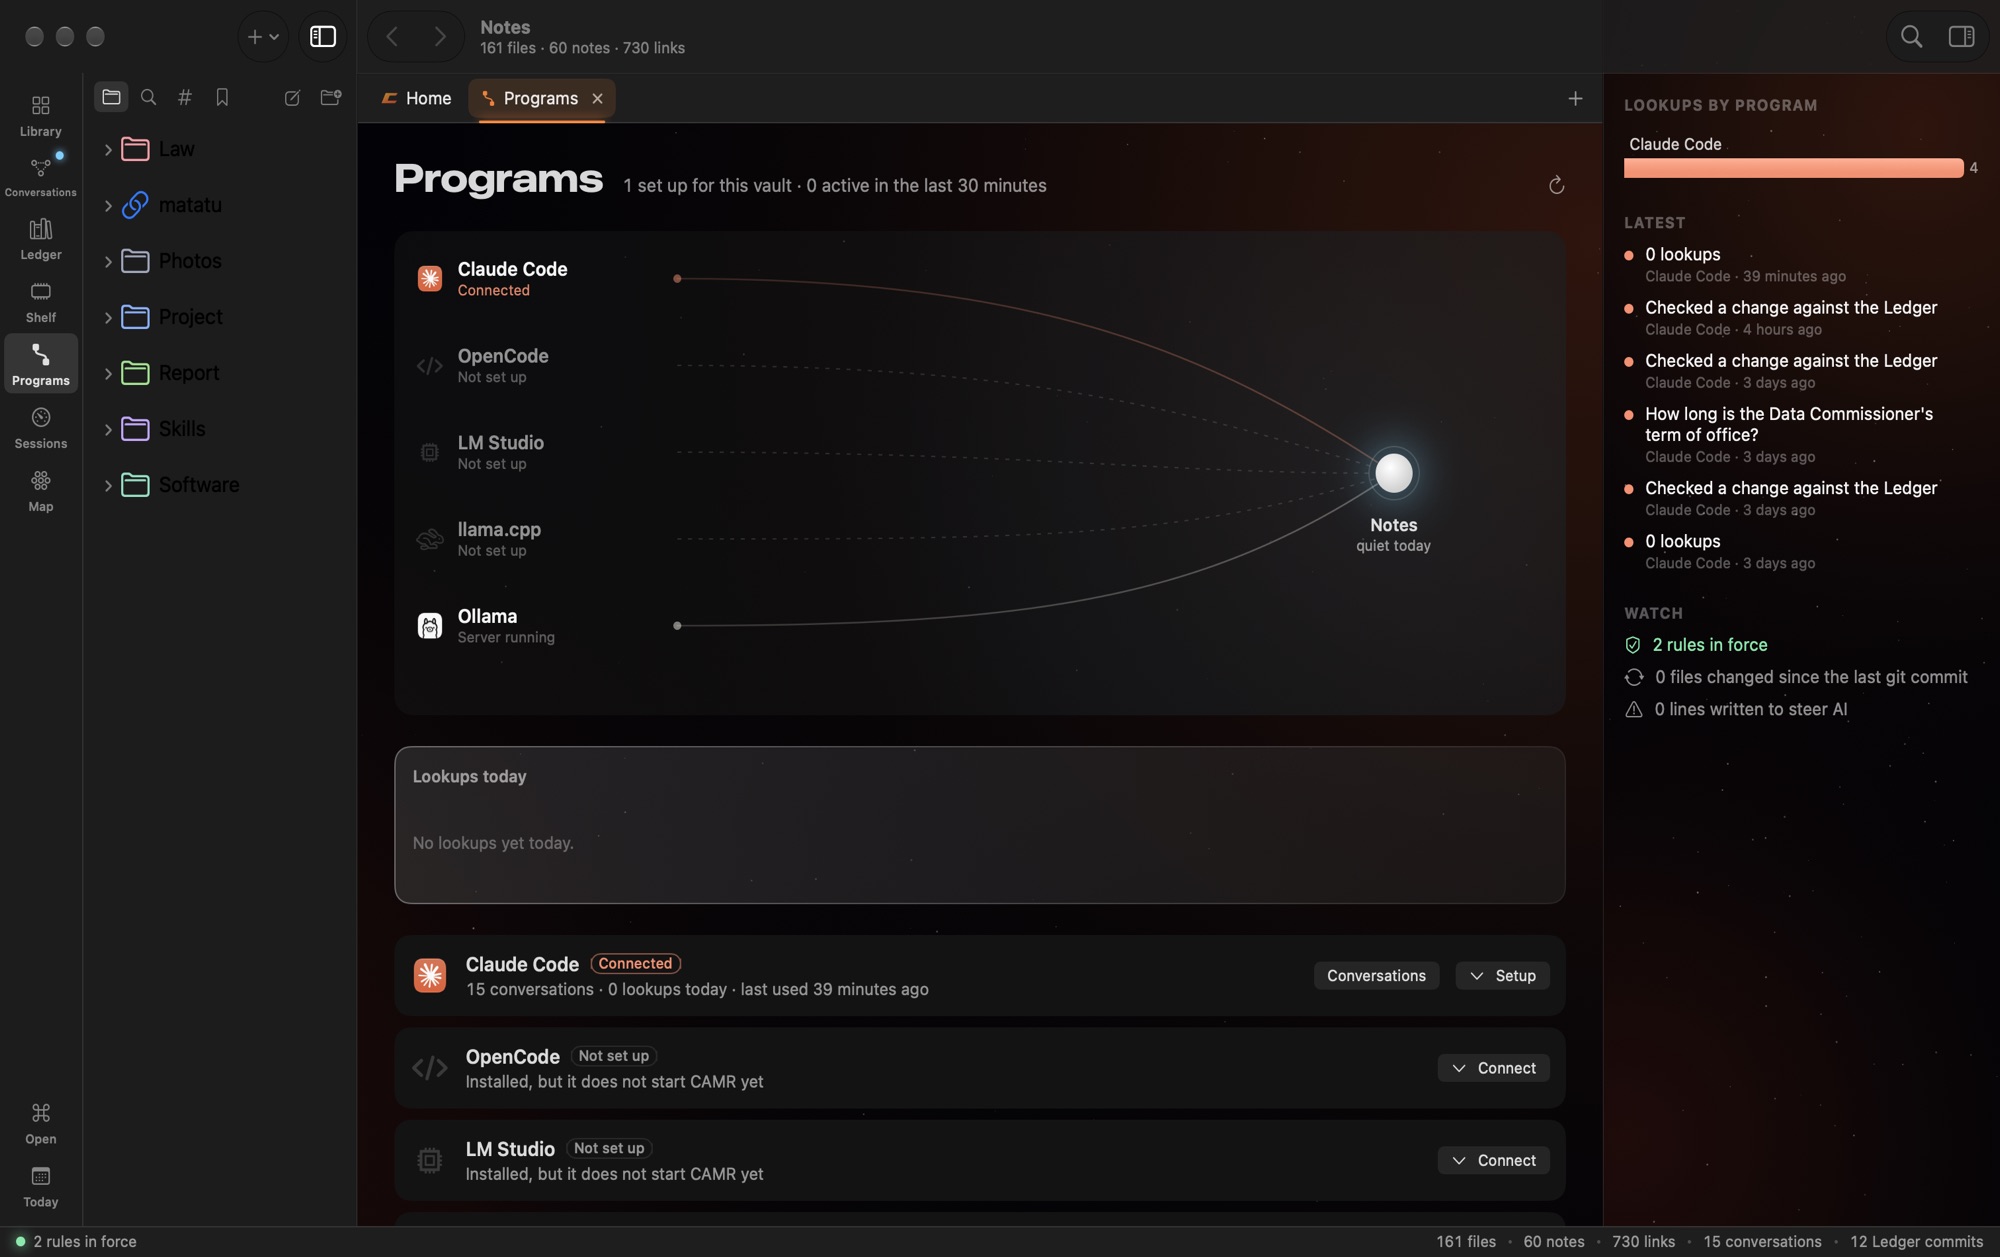 Notes
161 files · 60 notes · 730 links
Library
Conversations
Ledger
Shelf
Programs
Sessions
Map
Open
Today
Law
matatu
Photos
Project
Report
Skills
Software
Home
Programs
Programs
1 set up for this vault · 0 active in the last 30 minutes
Claude Code
Connected
OpenCode
Not set up
LM Studio
Not set up
llama.cpp
Not set up
Ollama
Server running
Notes
quiet today
Lookups today
No lookups yet today.
Claude Code Connected
15 conversations · 0 lookups today · last used 39 minutes ago
Conversations
Setup
OpenCode Not set up
Installed, but it does not start CAMR yet
Connect
LM Studio Not set up
Installed, but it does not start CAMR yet
Connect
LOOKUPS BY PROGRAM
Claude Code
4
LATEST
0 lookups
Claude Code · 39 minutes ago
Checked a change against the Ledger
Claude Code · 4 hours ago
Checked a change against the Ledger
Claude Code · 3 days ago
How long is the Data Commissioner's
term of office?
Claude Code · 3 days ago
Checked a change against the Ledger
Claude Code · 3 days ago
0 lookups
Claude Code · 3 days ago
WATCH
2 rules in force
0 files changed since the last git commit
0 lines written to steer AI
2 rules in force
161 files · 60 notes · 730 links · 15 conversations · 12 Ledger commits